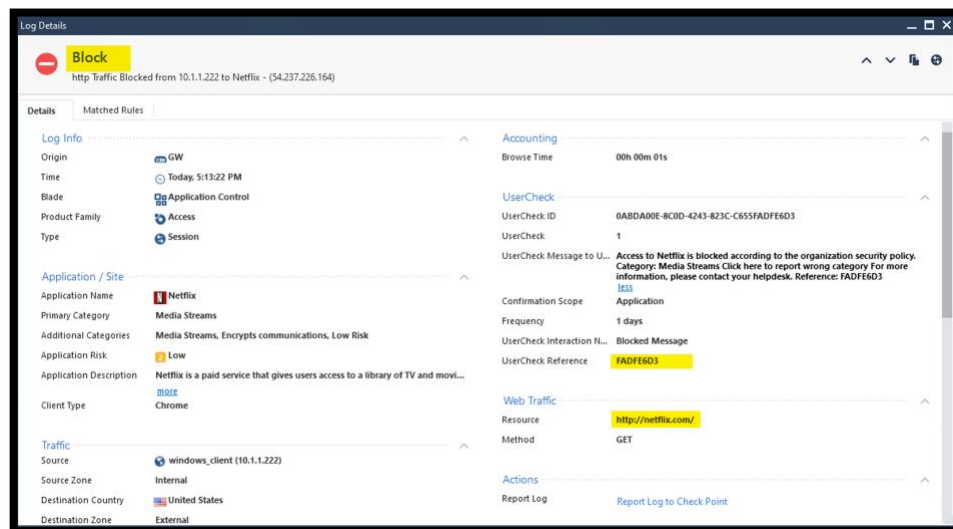 Log Details
Block
http Traffic Blocked from 10.1.1.222 to Netflix - (54.237.226.164)
Details Matched Rules
Log Info
Origin GW
Time Today, 5:13:22 PM
Blade Application Control
Product Family Access
Type Session
Application / Site
Application Name Netflix
Primary Category Media Streams
Additional Categories Media Streams, Encrypts communications, Low Risk
Application Risk 2 Low
Application Description Netflix is a paid service that gives users access to a library of TV and movi...
more
Client Type Chrome
Traffic
Source windows_client (10.1.1.222)
Source Zone Internal
Destination Country United States
Destination Zone External
Accounting
Browse Time 00h 00m 01s
UserCheck
UserCheck ID 0ABDA00E-8C0D-4243-823C-C655FADFE6D3
UserCheck 1
UserCheck Message to U... Access to Netflix is blocked according to the organization security policy.
Category: Media Streams Click here to report wrong category For more
information, please contact your helpdesk. Reference: FADFE6D3
less
Confirmation Scope Application
Frequency 1 days
UserCheck Interaction N... Blocked Message
UserCheck Reference FADFE6D3
Web Traffic
Resource http://netflix.com/
Method GET
Actions
Report Log Report Log to Check Point